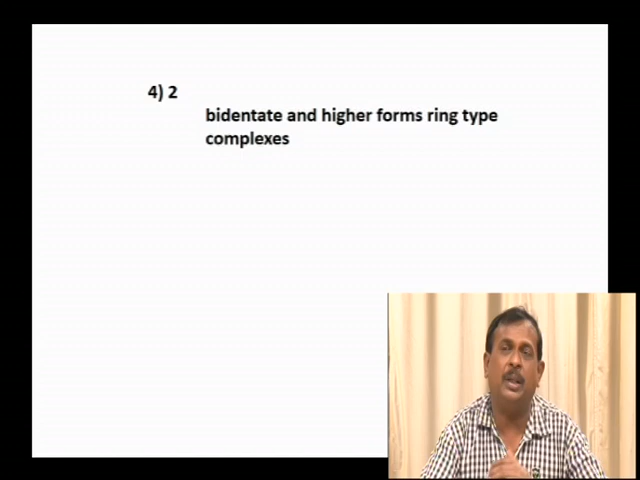 4) 2
bidentate and higher forms ring type
complexes